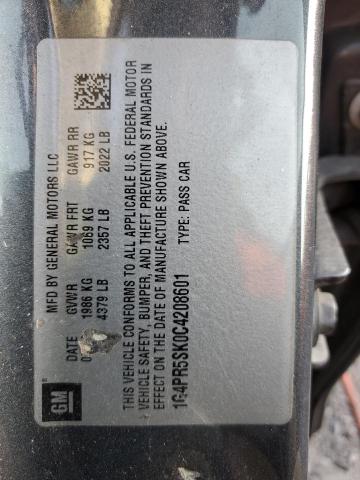 MFD BY GENERAL MOTORS LLC
DATE GVWR GAWR FRT GAWR RR
0 1986 KG 1069 KG 917 KG
4379 LB 2357 LB 2022 LB
THIS VEHICLE CONFORMS TO ALL APPLICABLE U.S. FEDERAL MOTOR
VEHICLE SAFETY, BUMPER, AND THEFT PREVENTION STANDARDS IN
EFFECT ON THE DATE OF MANUFACTURE SHOWN ABOVE.
1G4PR5SK0C4208601 TYPE: PASS CAR
GM